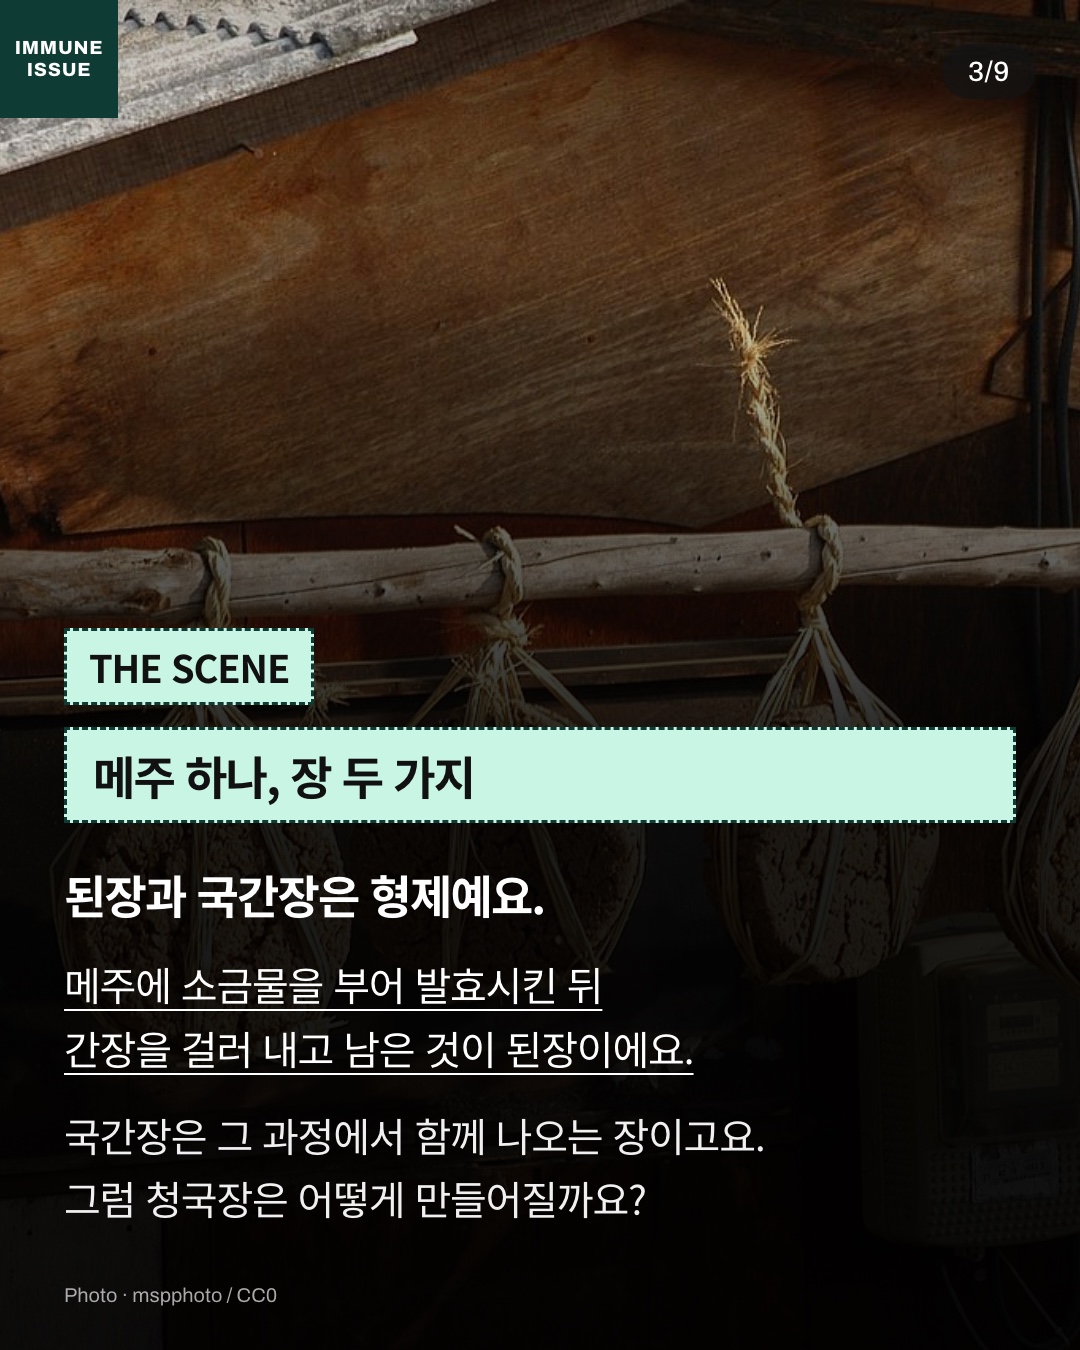 IMMUNE
ISSUE
3/9
THE SCENE
메주 하나, 장 두 가지
된장과 국간장은 형제예요.
메주에 소금물을 부어 발효시킨 뒤
간장을 걸러 내고 남은 것이 된장이에요.
국간장은 그 과정에서 함께 나오는 장이고요.
그럼 청국장은 어떻게 만들어질까요?
Photo · mspphoto / CC0